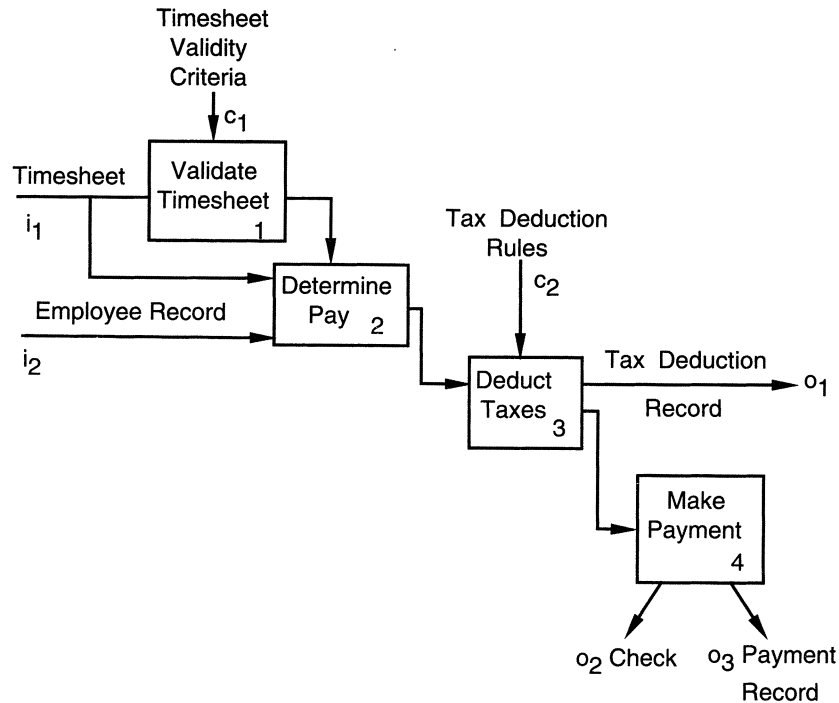 Timesheet
Validity
Criteria
c1
Timesheet
i1
Validate
Timesheet
1
Employee Record
i2
Determine
Pay 2
Tax Deduction
Rules
c2
Deduct
Taxes
3
Tax Deduction
Record
o1
Make
Payment
4
o2 Check
o3 Payment
Record